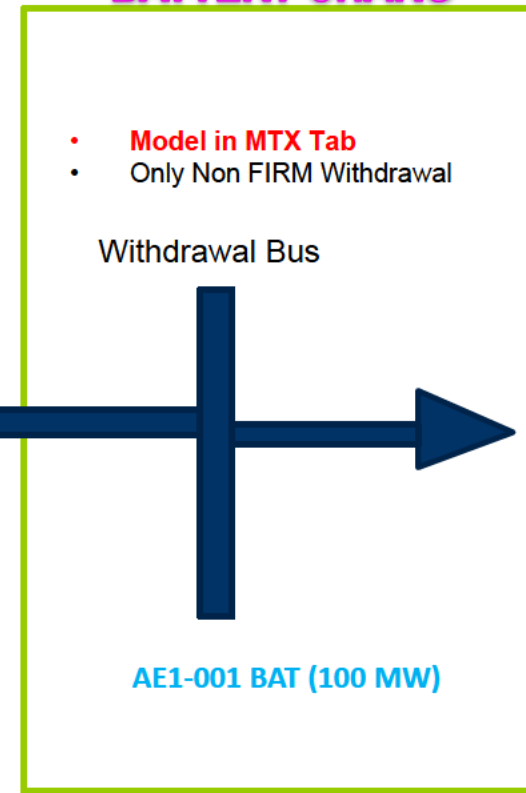 • Model in MTX Tab
• Only Non FIRM Withdrawal
Withdrawal Bus
AE1-001 BAT (100 MW)